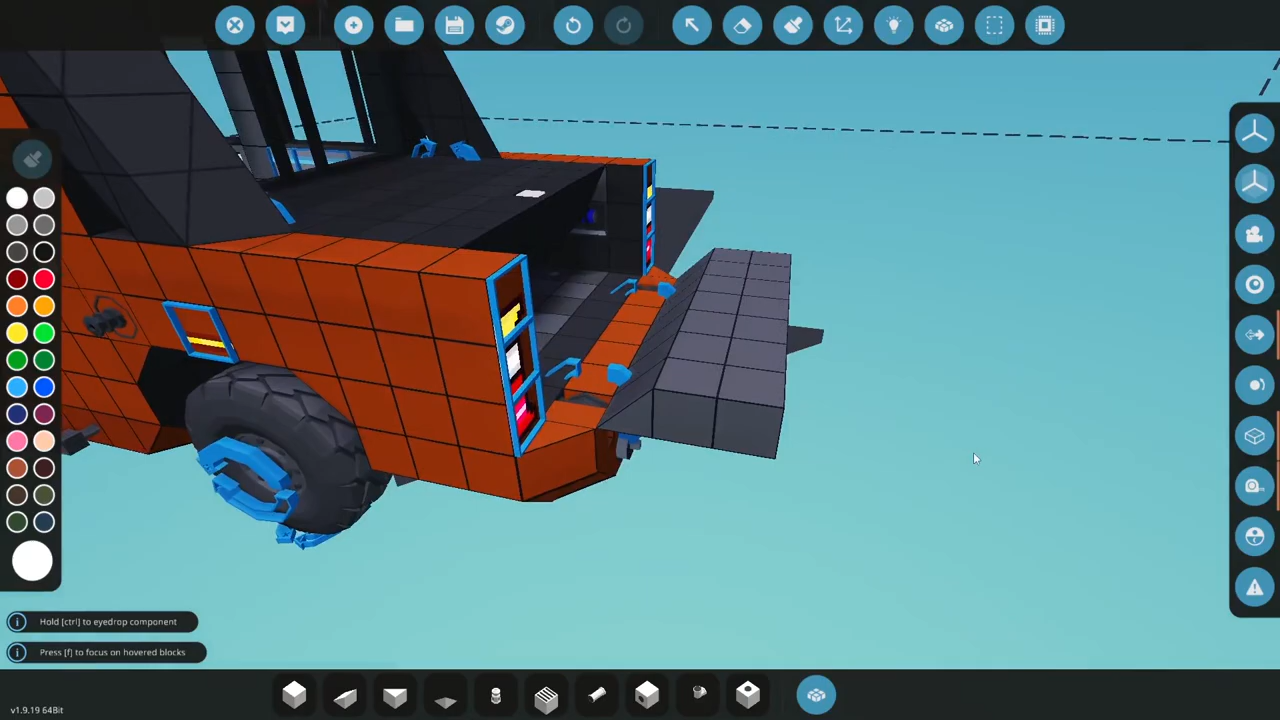 Hold [ctrl] to eyedrop component
Press [f] to focus on hovered blocks
v1.9.19 64Bit